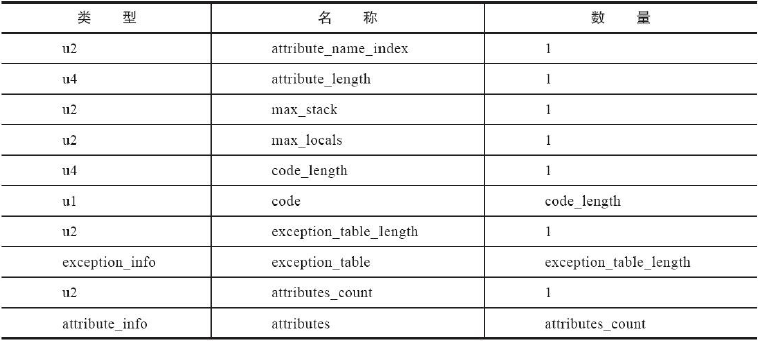 类 型 名 称 数 量
u2 attribute_name_index 1
u4 attribute_length 1
u2 max_stack 1
u2 max_locals 1
u4 code_length 1
u1 code code_length
u2 exception_table_length 1
exception_info exception_table exception_table_length
u2 attributes_count 1
attribute_info attributes attributes_count